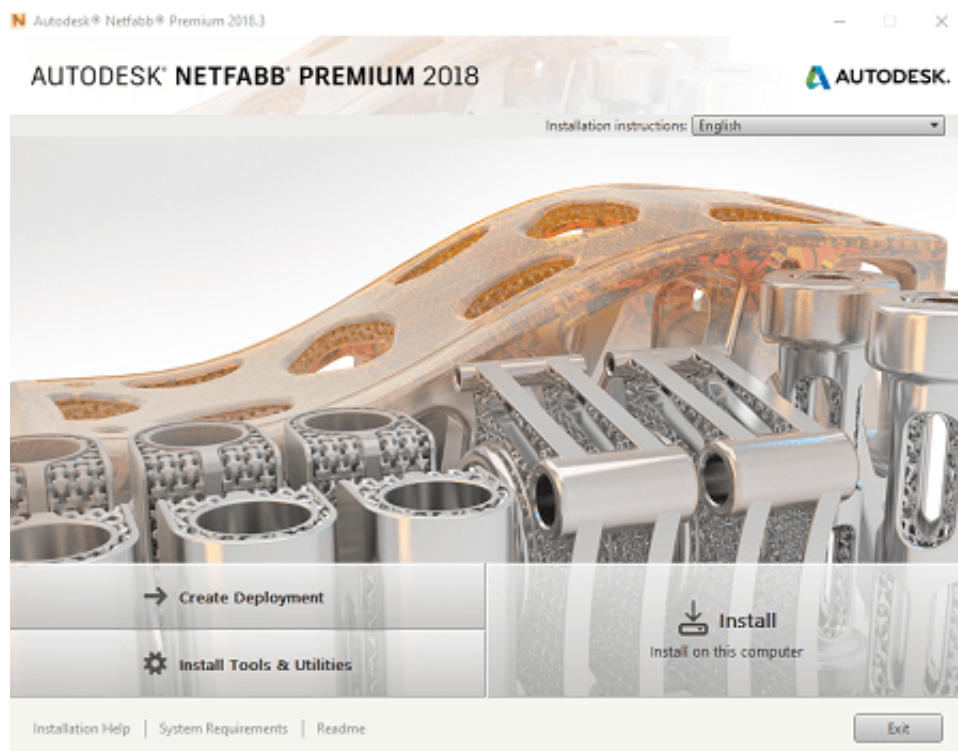 Autodesk® Netfabb® Premium 2018.3
AUTODESK® NETFABB® PREMIUM 2018
AUTODESK.
Installation instructions: English
Create Deployment
Install Tools & Utilities
Install
Install on this computer
Installation Help | System Requirements | Readme
Exit